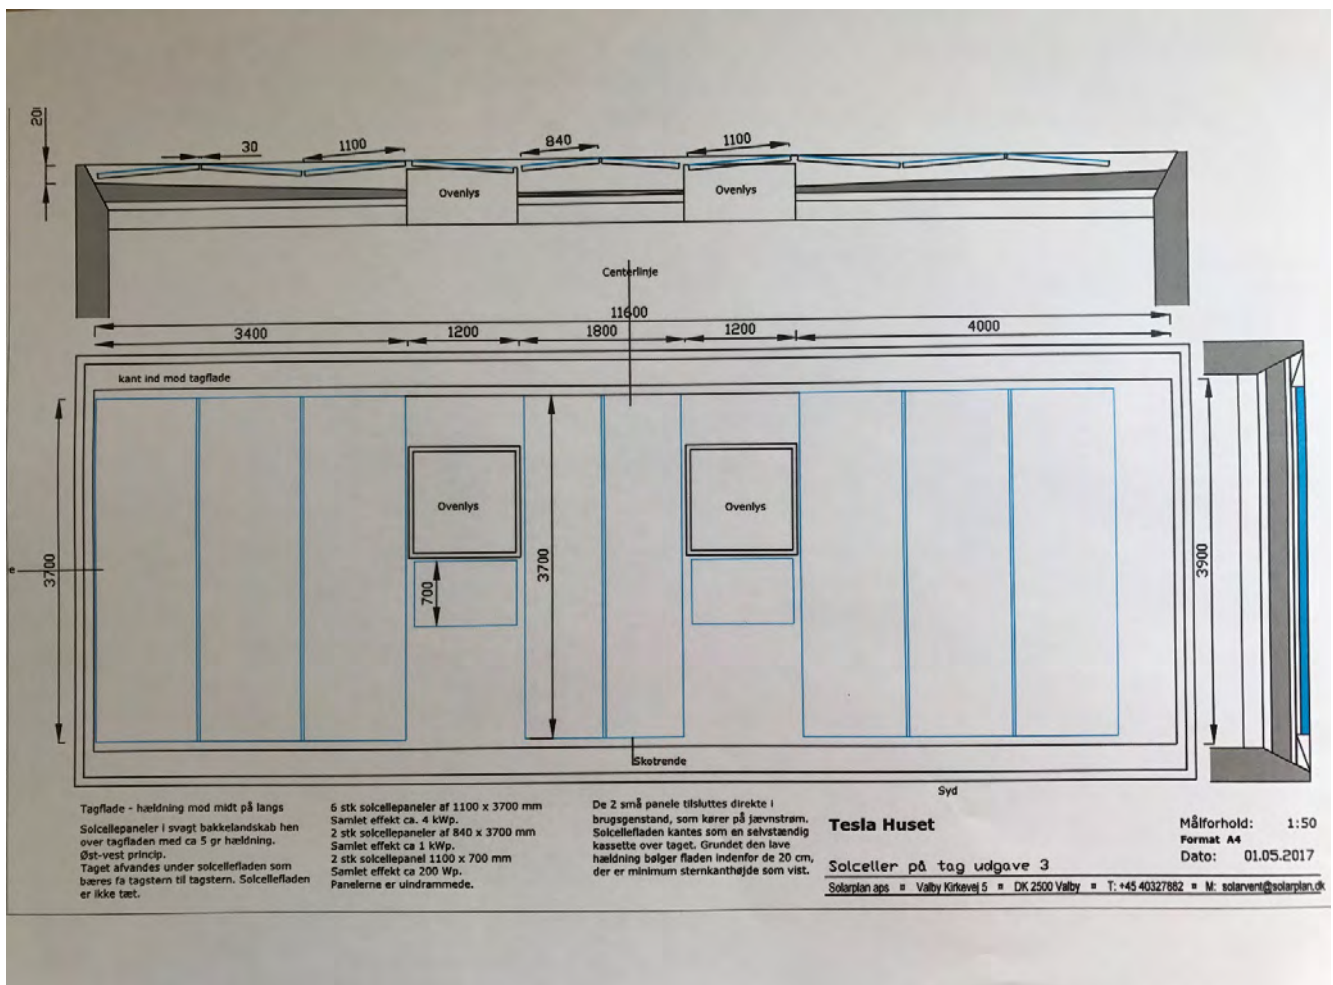 20
30
1100
840
1100
Ovenlys
Ovenlys
Centerlinje
11600
3400
1200
1800
1200
4000
kant ind mod tagflade
Ovenlys
Ovenlys
3700
700
3700
3900
e
Skotrende
Syd
Tagflade - hældning mod midt på langs
Solcellepaneler i svagt bakkelandskab hen
over tagfladen med ca 5 gr hældning.
Øst-vest princip.
Taget afvandes under solcellefladen som
bæres fa tagstern til tagstern. Solcellefladen
er ikke tæt.
6 stk solcellepaneler af 1100 x 3700 mm
Samlet effekt ca. 4 kWp.
2 stk solcellepaneler af 840 x 3700 mm
Samlet effekt ca 1 kWp.
2 stk solcellepanel 1100 x 700 mm
Samlet effekt ca 200 Wp.
Panelerne er uindrammede.
De 2 små panele tilsluttes direkte i
brugsgenstand, som kører på jævnstrøm.
Solcellefladen kantes som en selvstændig
kassette over taget. Grundet den lave
hældning bølger fladen indenfor de 20 cm,
der er minimum sternkanthøjde som vist.
Tesla Huset
Solceller på tag udgave 3
Målforhold: 1:50
Format A4
Dato: 01.05.2017
Solarplan aps ¤ Valby Kirkevej 5 ¤ DK 2500 Valby ¤ T: +45 40327882 ¤ M: solarvent@solarplan.dk